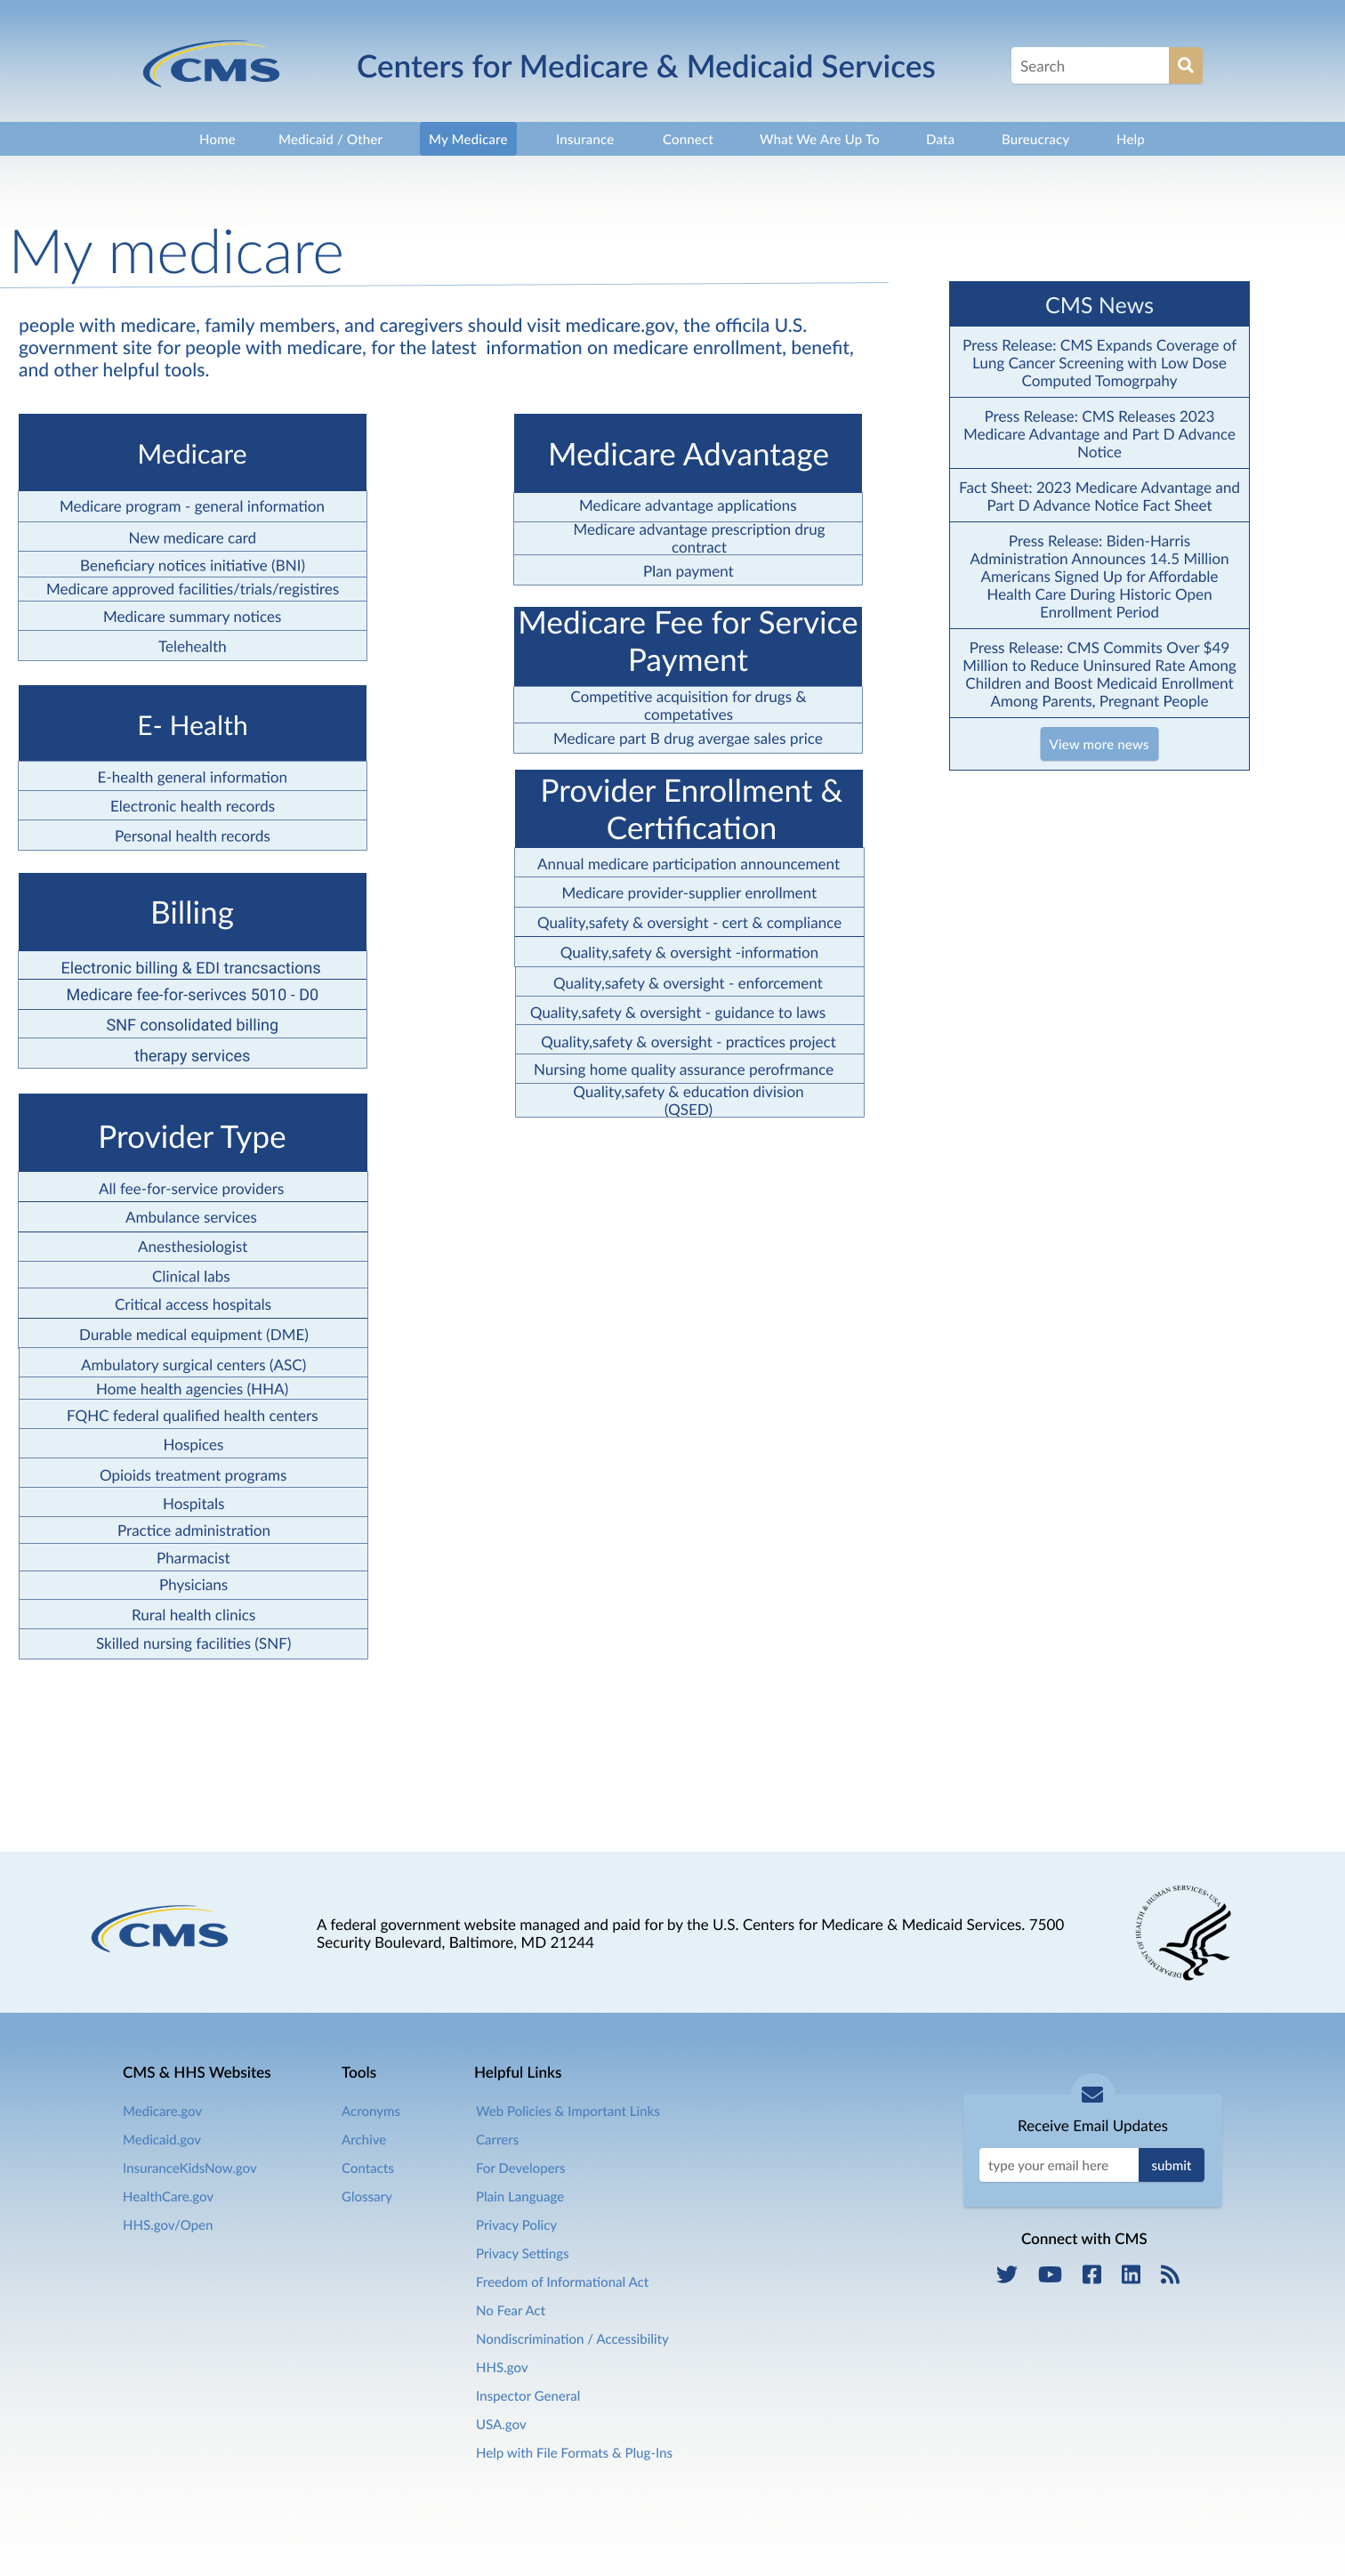 CMS
Centers for Medicare & Medicaid Services
Search
Home
Medicaid / Other
My Medicare
Insurance
Connect
What We Are Up To
Data
Bureucracy
Help
My medicare
people with medicare, family members, and caregivers should visit medicare.gov, the officila U.S.
government site for people with medicare, for the latest  information on medicare enrollment, benefit,
and other helpful tools.
Medicare
Medicare program - general information
New medicare card
Beneficiary notices initiative (BNI)
Medicare approved facilities/trials/registires
Medicare summary notices
Telehealth
E- Health
E-health general information
Electronic health records
Personal health records
Billing
Electronic billing & EDI trancsactions
Medicare fee-for-serivces 5010 - D0
SNF consolidated billing
therapy services
Provider Type
All fee-for-service providers
Ambulance services
Anesthesiologist
Clinical labs
Critical access hospitals
Durable medical equipment (DME)
Ambulatory surgical centers (ASC)
Home health agencies (HHA)
FQHC federal qualified health centers
Hospices
Opioids treatment programs
Hospitals
Practice administration
Pharmacist
Physicians
Rural health clinics
Skilled nursing facilities (SNF)
Medicare Advantage
Medicare advantage applications
Medicare advantage prescription drug
contract
Plan payment
Medicare Fee for Service
Payment
Competitive acquisition for drugs &
competatives
Medicare part B drug avergae sales price
Provider Enrollment &
Certification
Annual medicare participation announcement
Medicare provider-supplier enrollment
Quality,safety & oversight - cert & compliance
Quality,safety & oversight -information
Quality,safety & oversight - enforcement
Quality,safety & oversight - guidance to laws
Quality,safety & oversight - practices project
Nursing home quality assurance perofrmance
Quality,safety & education division
(QSED)
CMS News
Press Release: CMS Expands Coverage of
Lung Cancer Screening with Low Dose
Computed Tomogrpahy
Press Release: CMS Releases 2023
Medicare Advantage and Part D Advance
Notice
Fact Sheet: 2023 Medicare Advantage and
Part D Advance Notice Fact Sheet
Press Release: Biden-Harris
Administration Announces 14.5 Million
Americans Signed Up for Affordable
Health Care During Historic Open
Enrollment Period
Press Release: CMS Commits Over $49
Million to Reduce Uninsured Rate Among
Children and Boost Medicaid Enrollment
Among Parents, Pregnant People
View more news
CMS
A federal government website managed and paid for by the U.S. Centers for Medicare & Medicaid Services. 7500
Security Boulevard, Baltimore, MD 21244
DEPARTMENT OF HEALTH & HUMAN SERVICES • USA
CMS & HHS Websites
Medicare.gov
Medicaid.gov
InsuranceKidsNow.gov
HealthCare.gov
HHS.gov/Open
Tools
Acronyms
Archive
Contacts
Glossary
Helpful Links
Web Policies & Important Links
Carrers
For Developers
Plain Language
Privacy Policy
Privacy Settings
Freedom of Informational Act
No Fear Act
Nondiscrimination / Accessibility
HHS.gov
Inspector General
USA.gov
Help with File Formats & Plug-Ins
Receive Email Updates
type your email here
submit
Connect with CMS